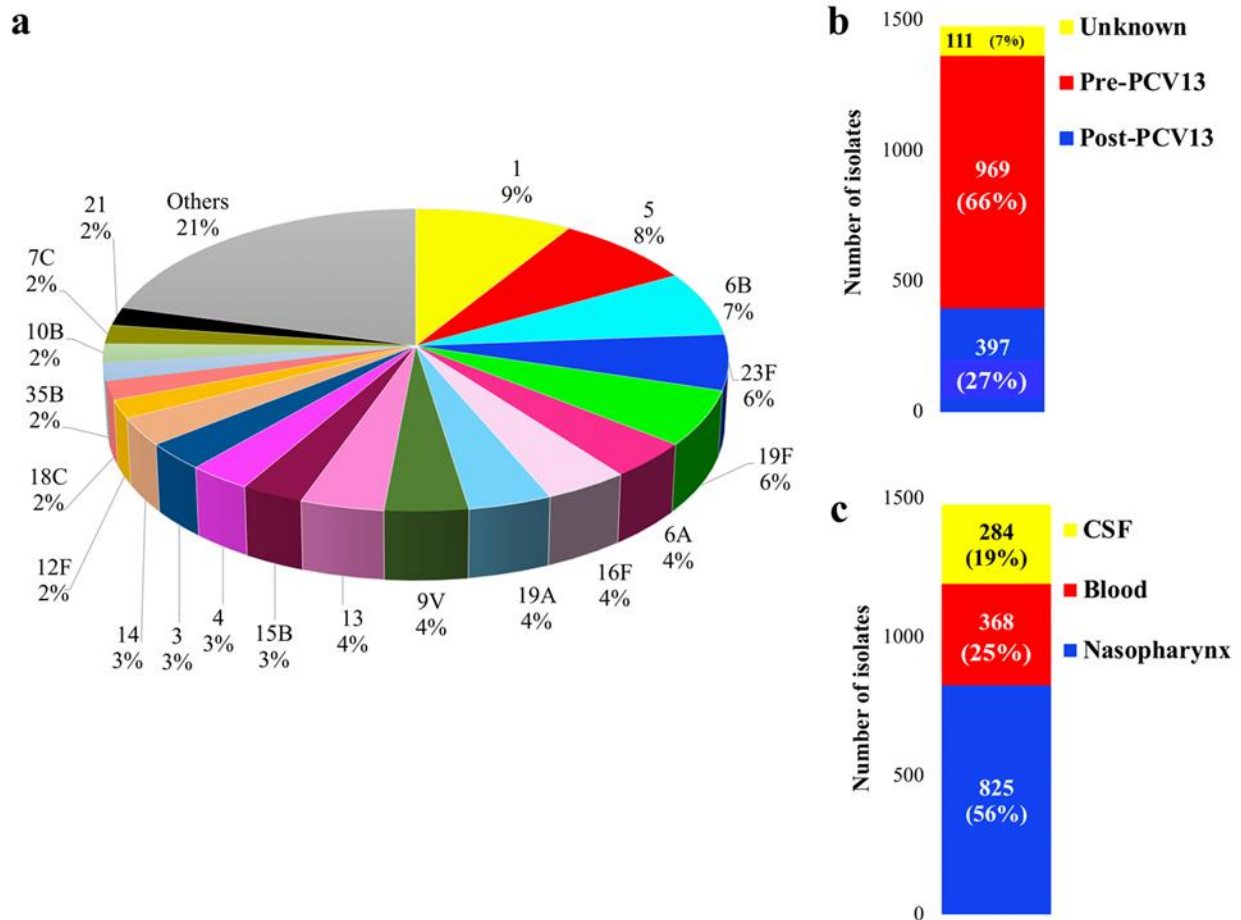 a
1
9%
5
8%
6B
7%
23F
6%
19F
6%
6A
4%
16F
4%
19A
4%
9V
4%
13
4%
15B
3%
4
3%
3
3%
14
3%
12F
2%
18C
2%
35B
2%
10B
2%
7C
2%
21
2%
Others
21%
b
Number of isolates
1500
1000
500
0
111 (7%)
969
(66%)
397
(27%)
Unknown
Pre-PCV13
Post-PCV13
c
Number of isolates
1500
1000
500
0
284
(19%)
368
(25%)
825
(56%)
CSF
Blood
Nasopharynx